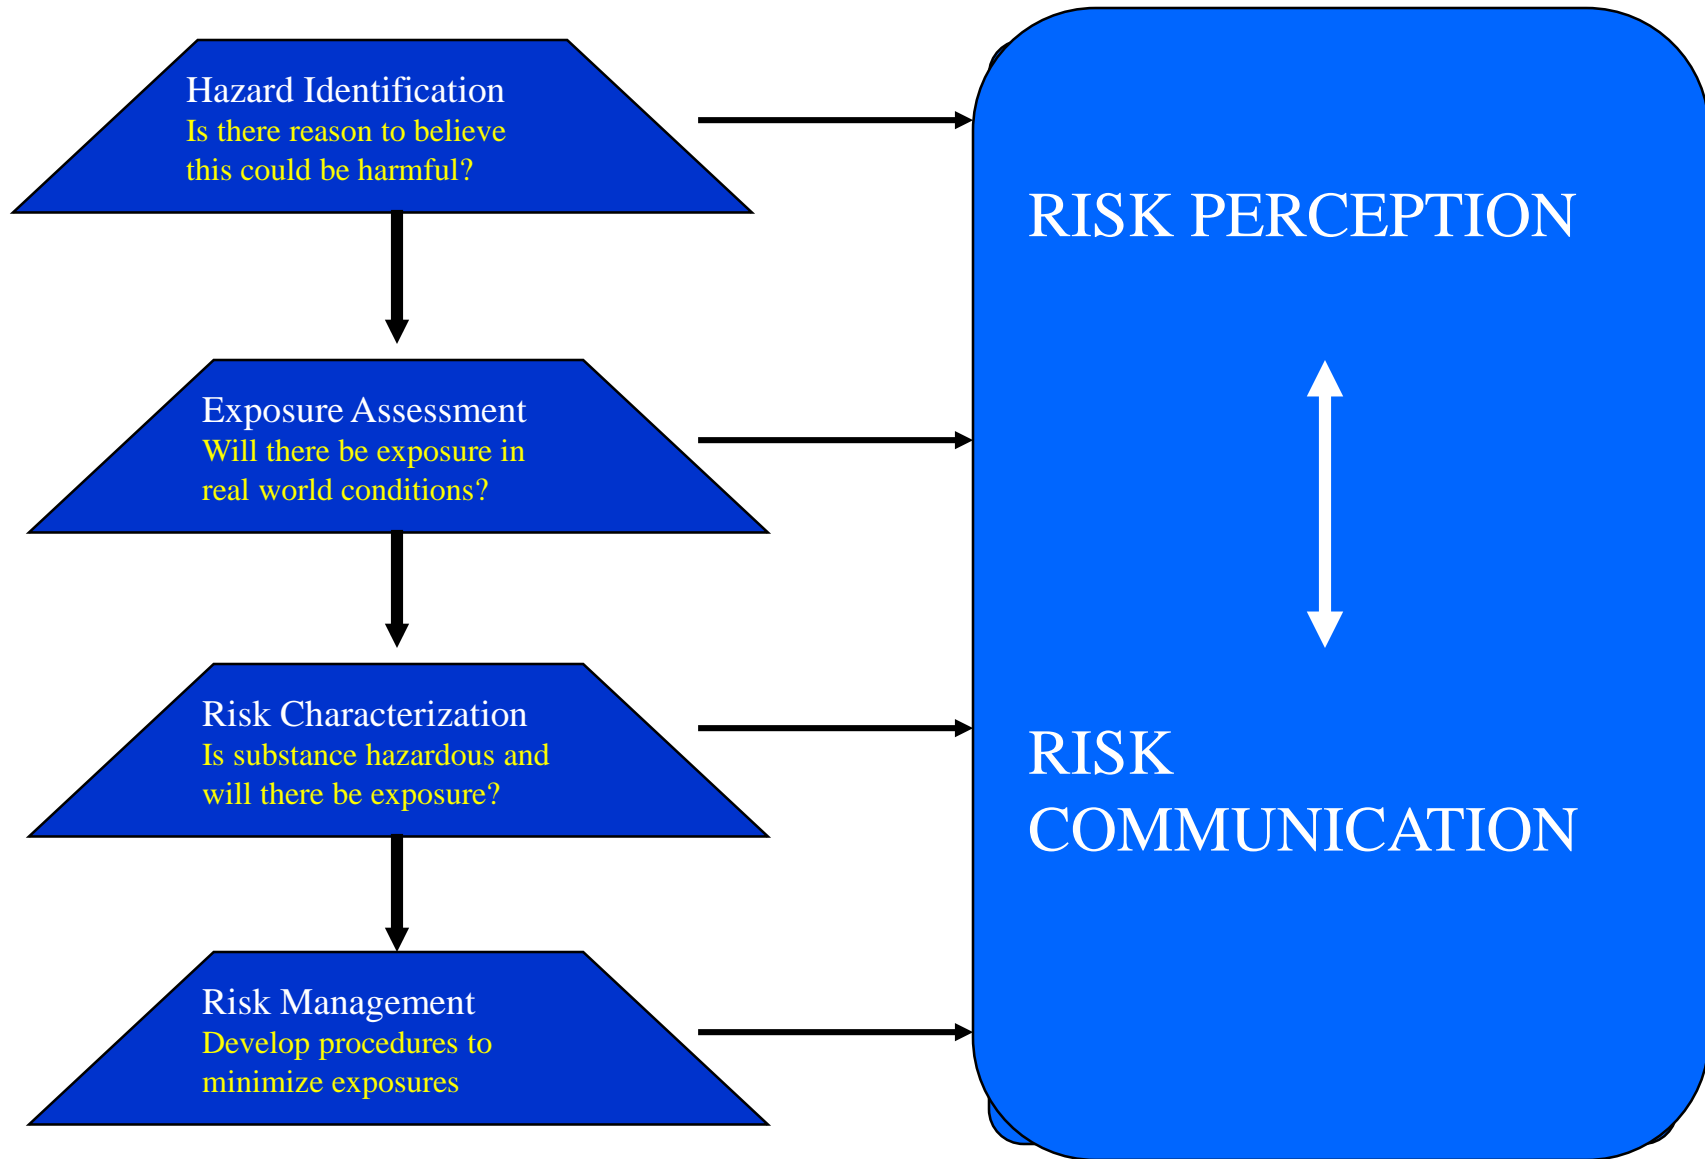 Hazard Identification
Is there reason to believe
this could be harmful?
Exposure Assessment
Will there be exposure in
real world conditions?
Risk Characterization
Is substance hazardous and
will there be exposure?
Risk Management
Develop procedures to
minimize exposures
RISK PERCEPTION
RISK
COMMUNICATION